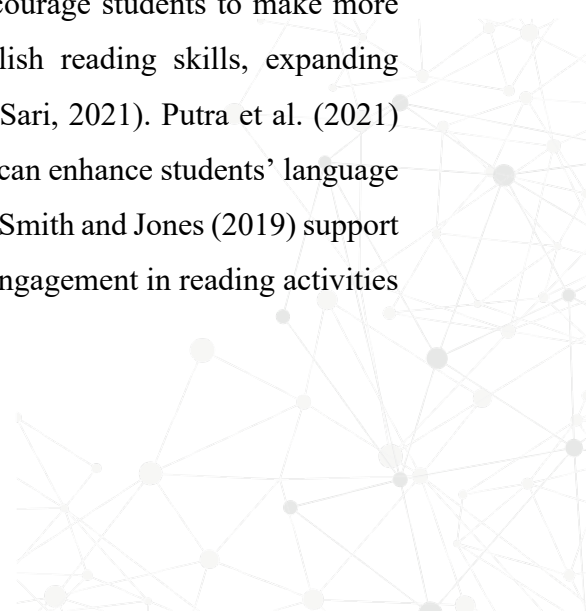 courage students to make more
lish reading skills, expanding
Sari, 2021). Putra et al. (2021)
can enhance students’ language
Smith and Jones (2019) support
ngagement in reading activities